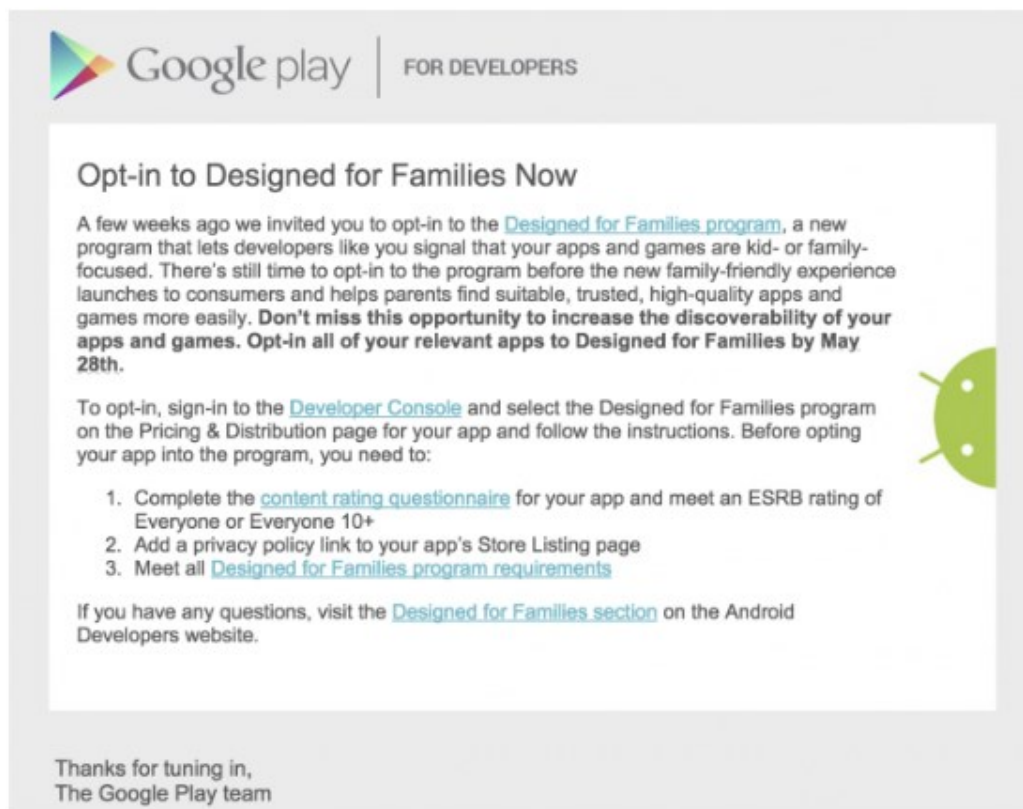 Google play FOR DEVELOPERS
Opt-in to Designed for Families Now
A few weeks ago we invited you to opt-in to the Designed for Families program, a new
program that lets developers like you signal that your apps and games are kid- or family-
focused. There's still time to opt-in to the program before the new family-friendly experience
launches to consumers and helps parents find suitable, trusted, high-quality apps and
games more easily. Don't miss this opportunity to increase the discoverability of your
apps and games. Opt-in all of your relevant apps to Designed for Families by May
28th.
To opt-in, sign-in to the Developer Console and select the Designed for Families program
on the Pricing & Distribution page for your app and follow the instructions. Before opting
your app into the program, you need to:
1. Complete the content rating questionnaire for your app and meet an ESRB rating of
Everyone or Everyone 10+
2. Add a privacy policy link to your app's Store Listing page
3. Meet all Designed for Families program requirements
If you have any questions, visit the Designed for Families section on the Android
Developers website.
Thanks for tuning in,
The Google Play team